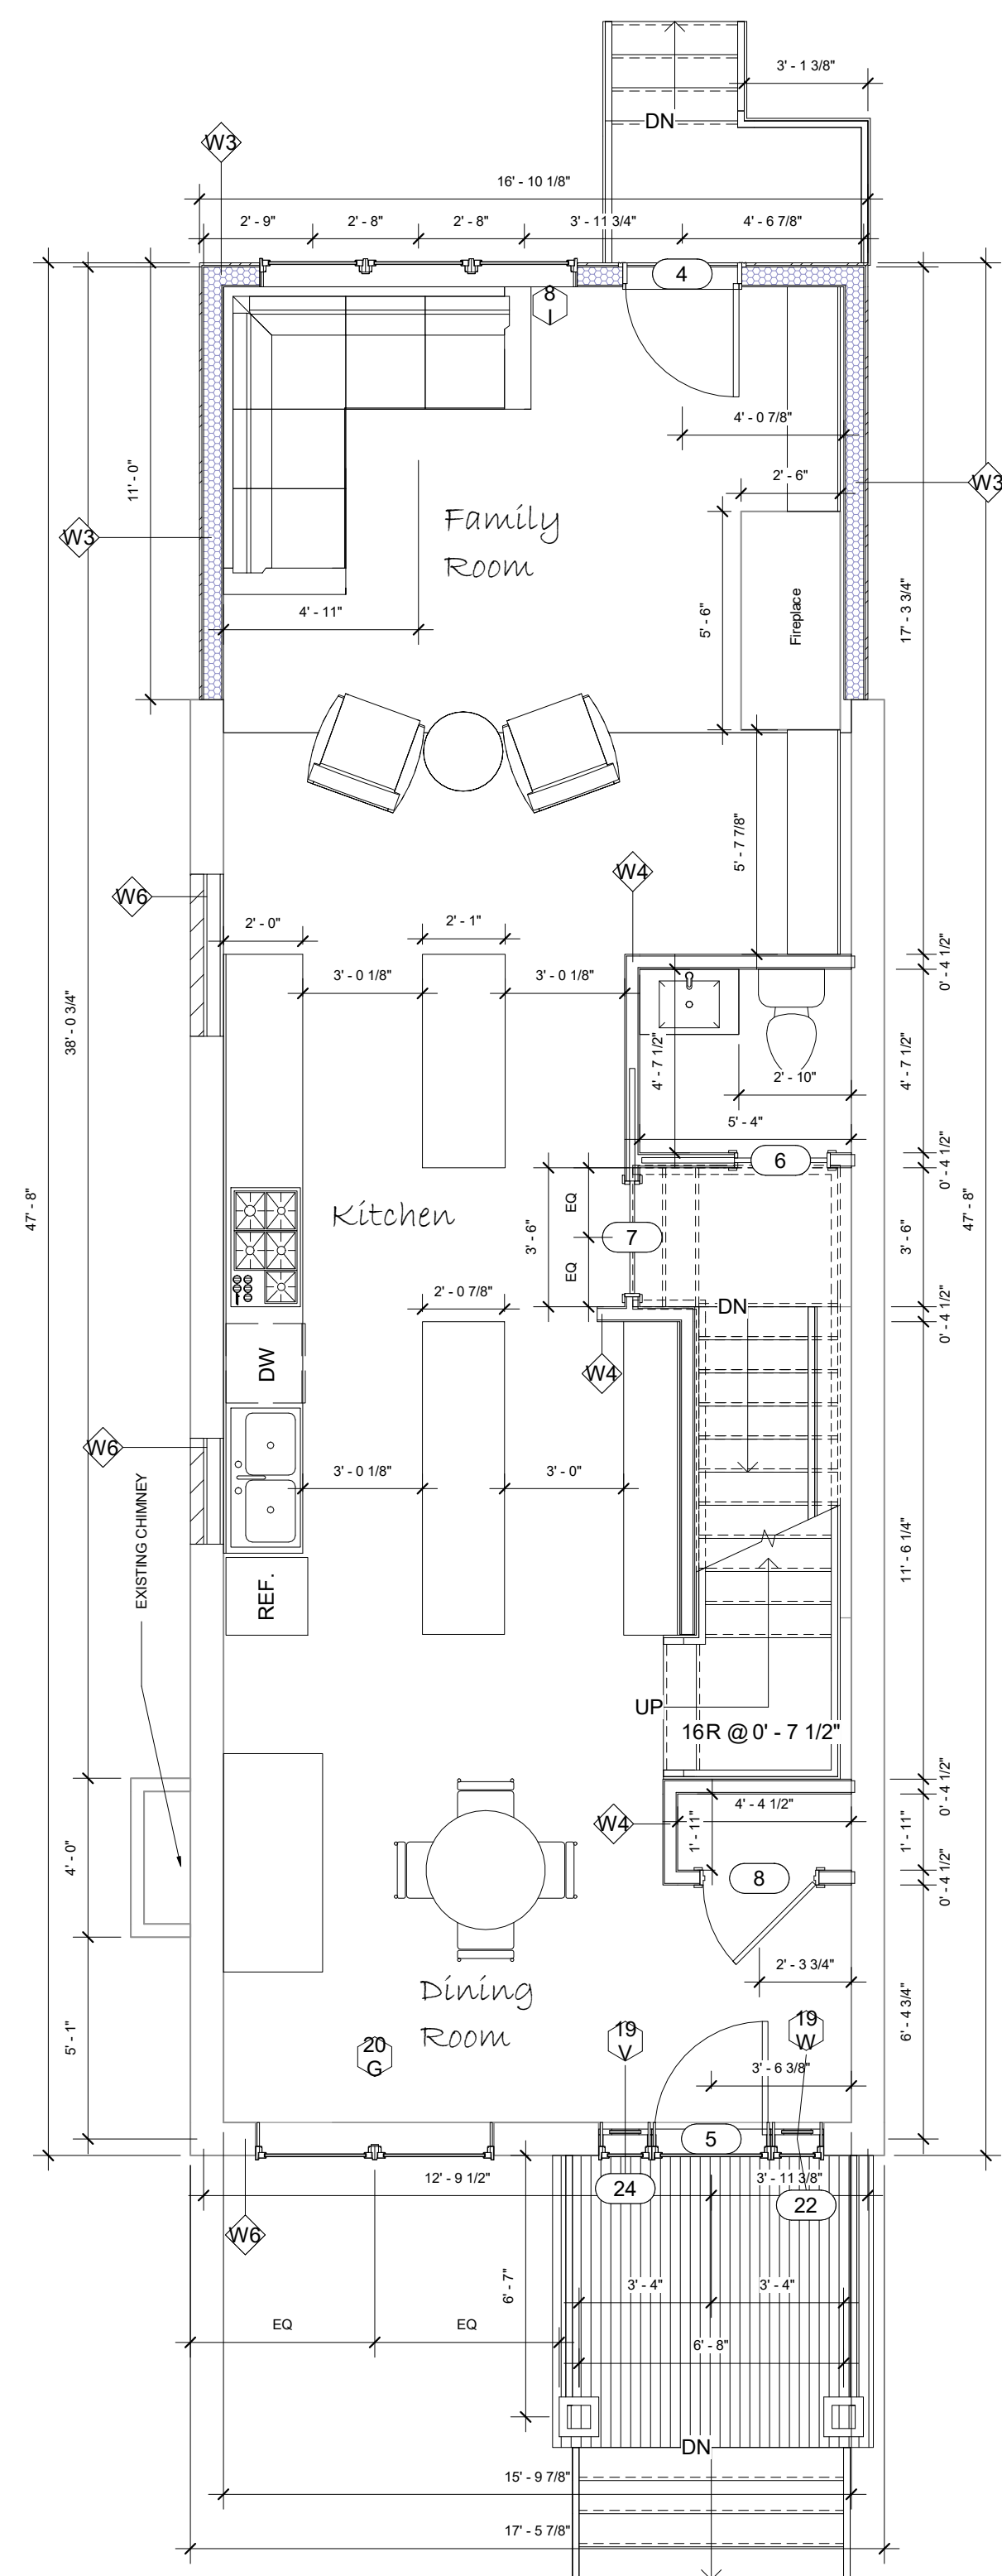 3' - 1 3/8"
DN
W3
16' - 10 1/8"
2' - 9"
2' - 8"
2' - 8"
3' - 11 3/4"
4' - 6 7/8"
4
8
I
4' - 0 7/8"
2' - 6"
11' - 0"
W3
W3
Family
Room
17' - 3 3/4"
5' - 6"
Fireplace
4' - 11"
5' - 7 7/8"
W4
W6
2' - 0"
2' - 1"
0' - 4 1/2"
3' - 0 1/8"
3' - 0 1/8"
38' - 0 3/4"
4' - 7 1/2"
4' - 7 1/2"
2' - 10"
5' - 4"
6
0' - 4 1/2"
47' - 8"
47' - 8"
Kitchen
EQ
3' - 6"
7
3' - 6"
EQ
2' - 0 7/8"
DN
0' - 4 1/2"
DW
W4
W6
3' - 0 1/8"
3' - 0"
EXISTING CHIMNEY
11' - 6 1/4"
REF.
UP
16R @ 0' - 7 1/2"
0' - 4 1/2"
4' - 4 1/2"
W4
1' - 11"
1' - 11"
4' - 0"
8
0' - 4 1/2"
2' - 3 3/4"
Dining
Room
6' - 4 3/4"
5' - 1"
20
G
19
V
19
W
3' - 6 3/8"
5
12' - 9 1/2"
3' - 11 3/8"
24
22
W6
6' - 7"
3' - 4"
3' - 4"
EQ
EQ
6' - 8"
DN
15' - 9 7/8"
17' - 5 7/8"